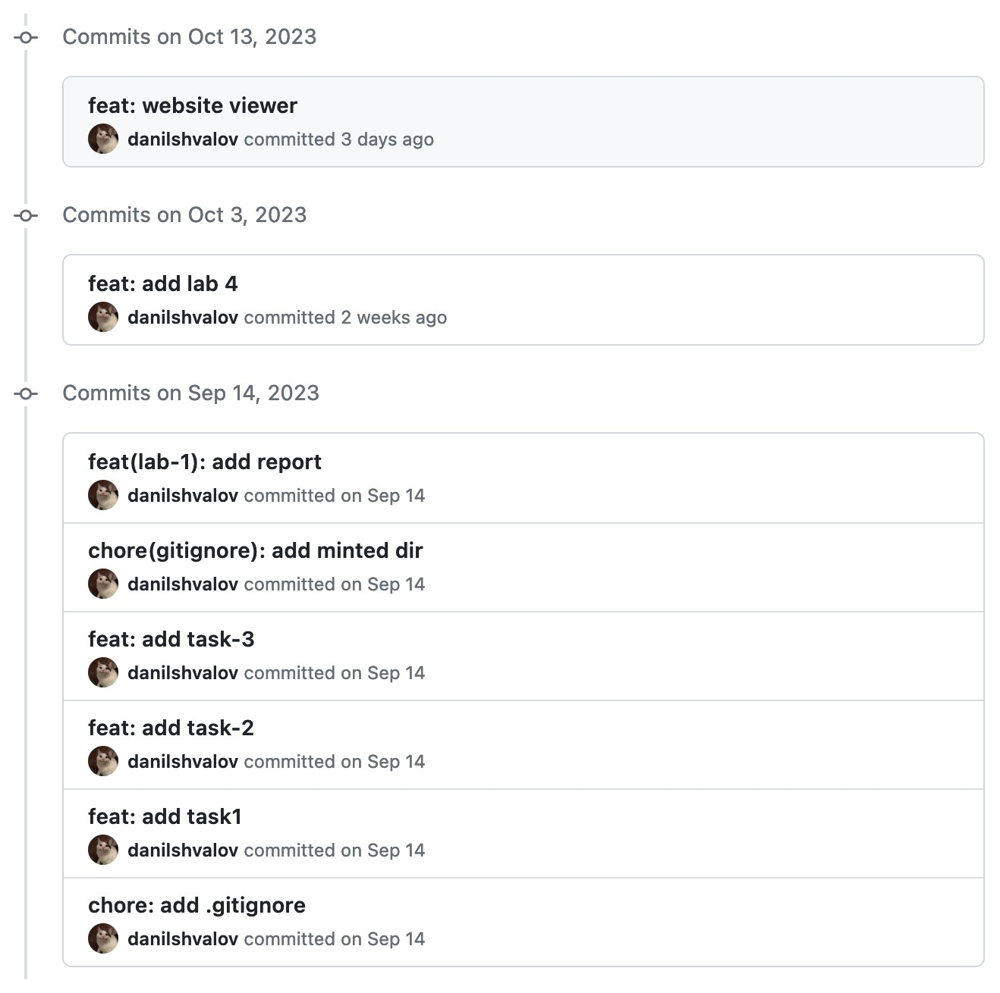 Commits on Oct 13, 2023
feat: website viewer
danilshvalov committed 3 days ago
Commits on Oct 3, 2023
feat: add lab 4
danilshvalov committed 2 weeks ago
Commits on Sep 14, 2023
feat(lab-1): add report
danilshvalov committed on Sep 14
chore(gitignore): add minted dir
danilshvalov committed on Sep 14
feat: add task-3
danilshvalov committed on Sep 14
feat: add task-2
danilshvalov committed on Sep 14
feat: add task1
danilshvalov committed on Sep 14
chore: add .gitignore
danilshvalov committed on Sep 14